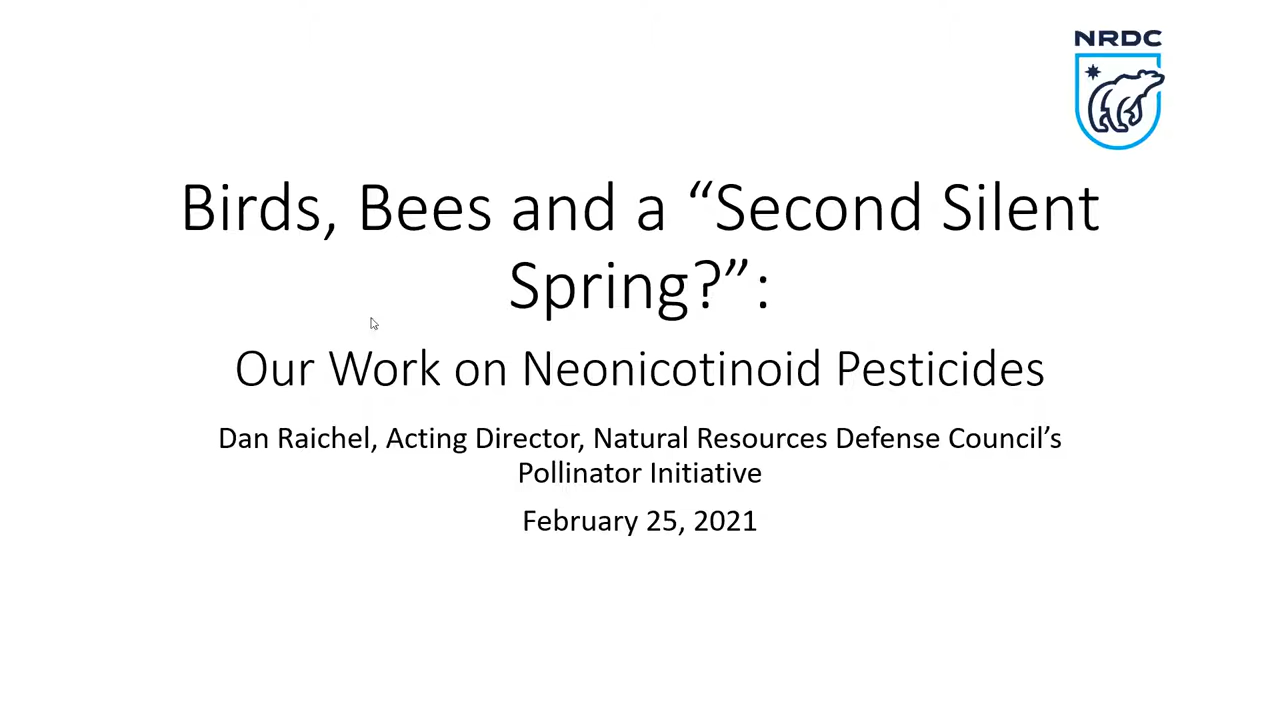 NRDC
Birds, Bees and a “Second Silent
Spring?”:
Our Work on Neonicotinoid Pesticides
Dan Raichel, Acting Director, Natural Resources Defense Council’s
Pollinator Initiative
February 25, 2021